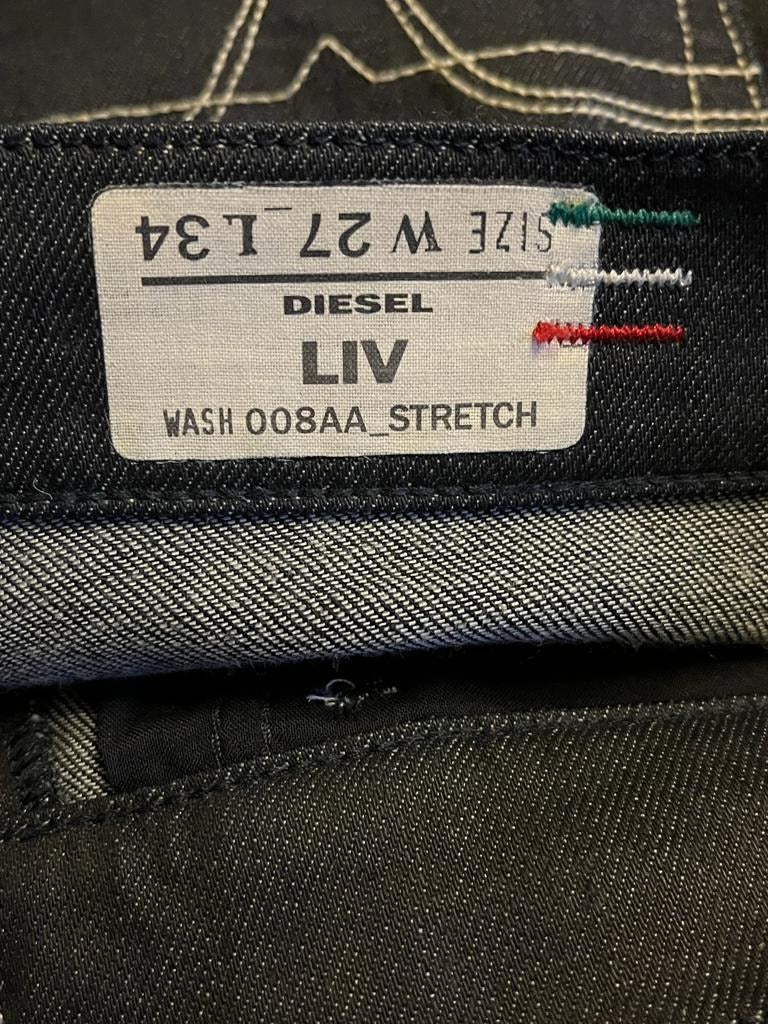 SIZE W 27_L 34
DIESEL
LIV
WASH 008AA_STRETCH